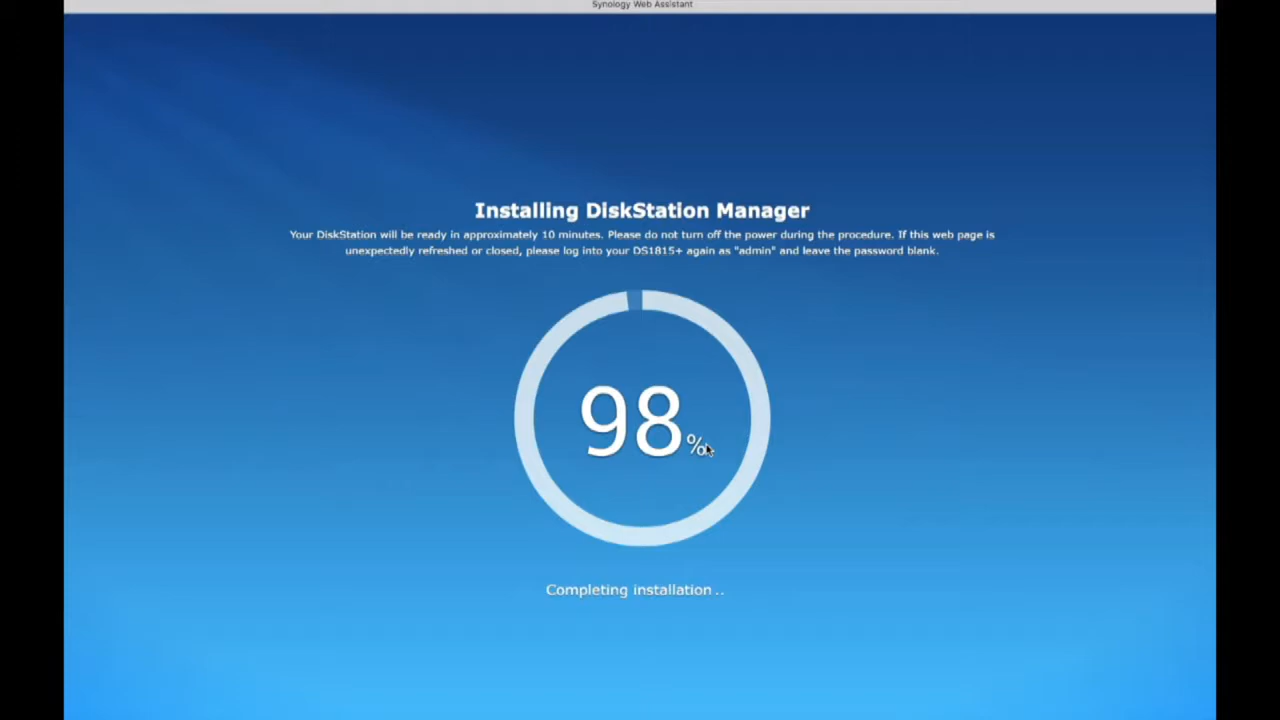 Synology Web Assistant
Installing DiskStation Manager
Your DiskStation will be ready in approximately 10 minutes. Please do not turn off the power during the procedure. If this web page is
unexpectedly refreshed or closed, please log into your DS1815+ again as "admin" and leave the password blank.
98%
Completing installation..